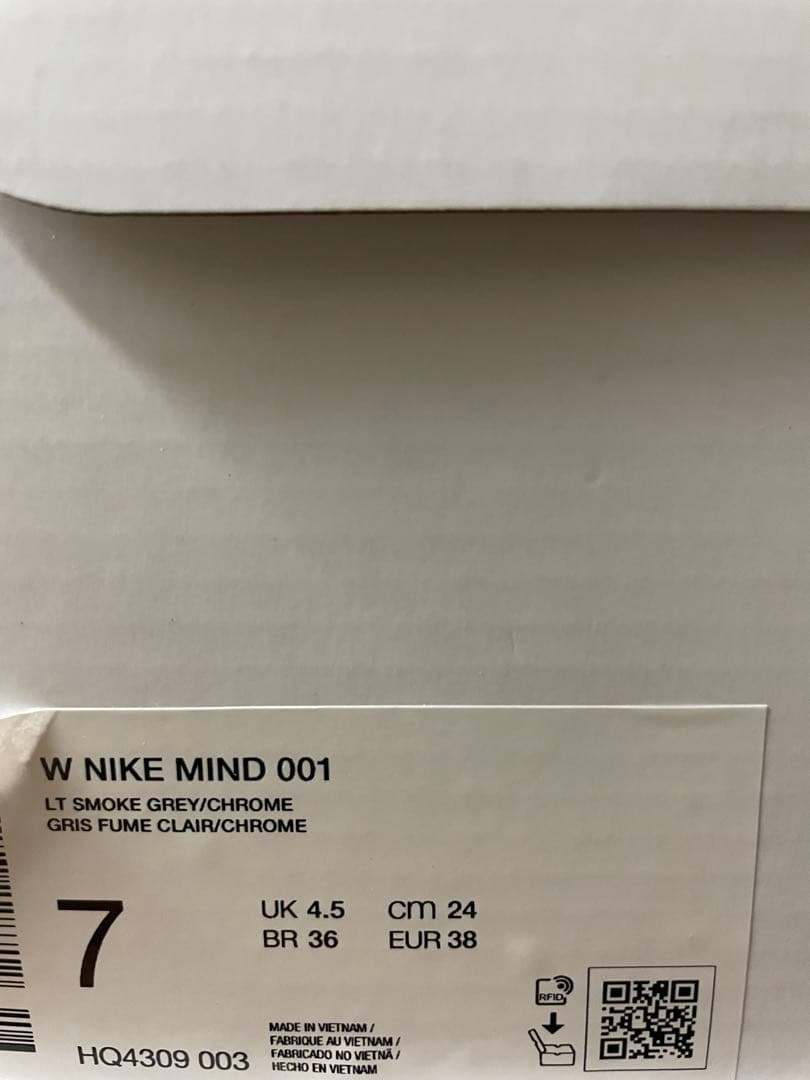 W NIKE MIND 001
LT SMOKE GREY/CHROME
GRIS FUME CLAIR/CHROME
7
UK 4.5 cm 24
BR 36 EUR 38
RFID
MADE IN VIETNAM /
FABRIQUE AU VIETNAM /
FABRICADO NO VIETNÃ /
HECHO EN VIETNAM
HQ4309 003